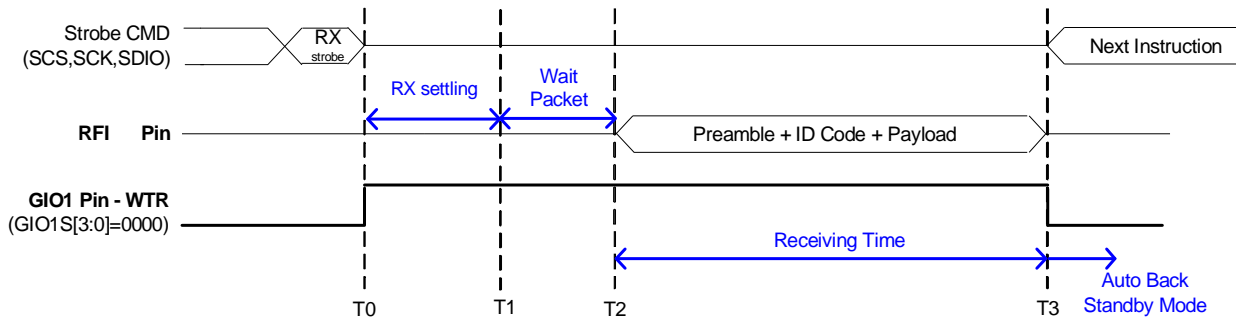 Strobe CMD
(SCS,SCK,SDIO)
RX
strobe
Next Instruction
RX settling
Wait
Packet
RFI Pin
Preamble + ID Code + Payload
GIO1 Pin - WTR
(GIO1S[3:0]=0000)
Receiving Time
Auto Back
Standby Mode
T0 T1 T2 T3